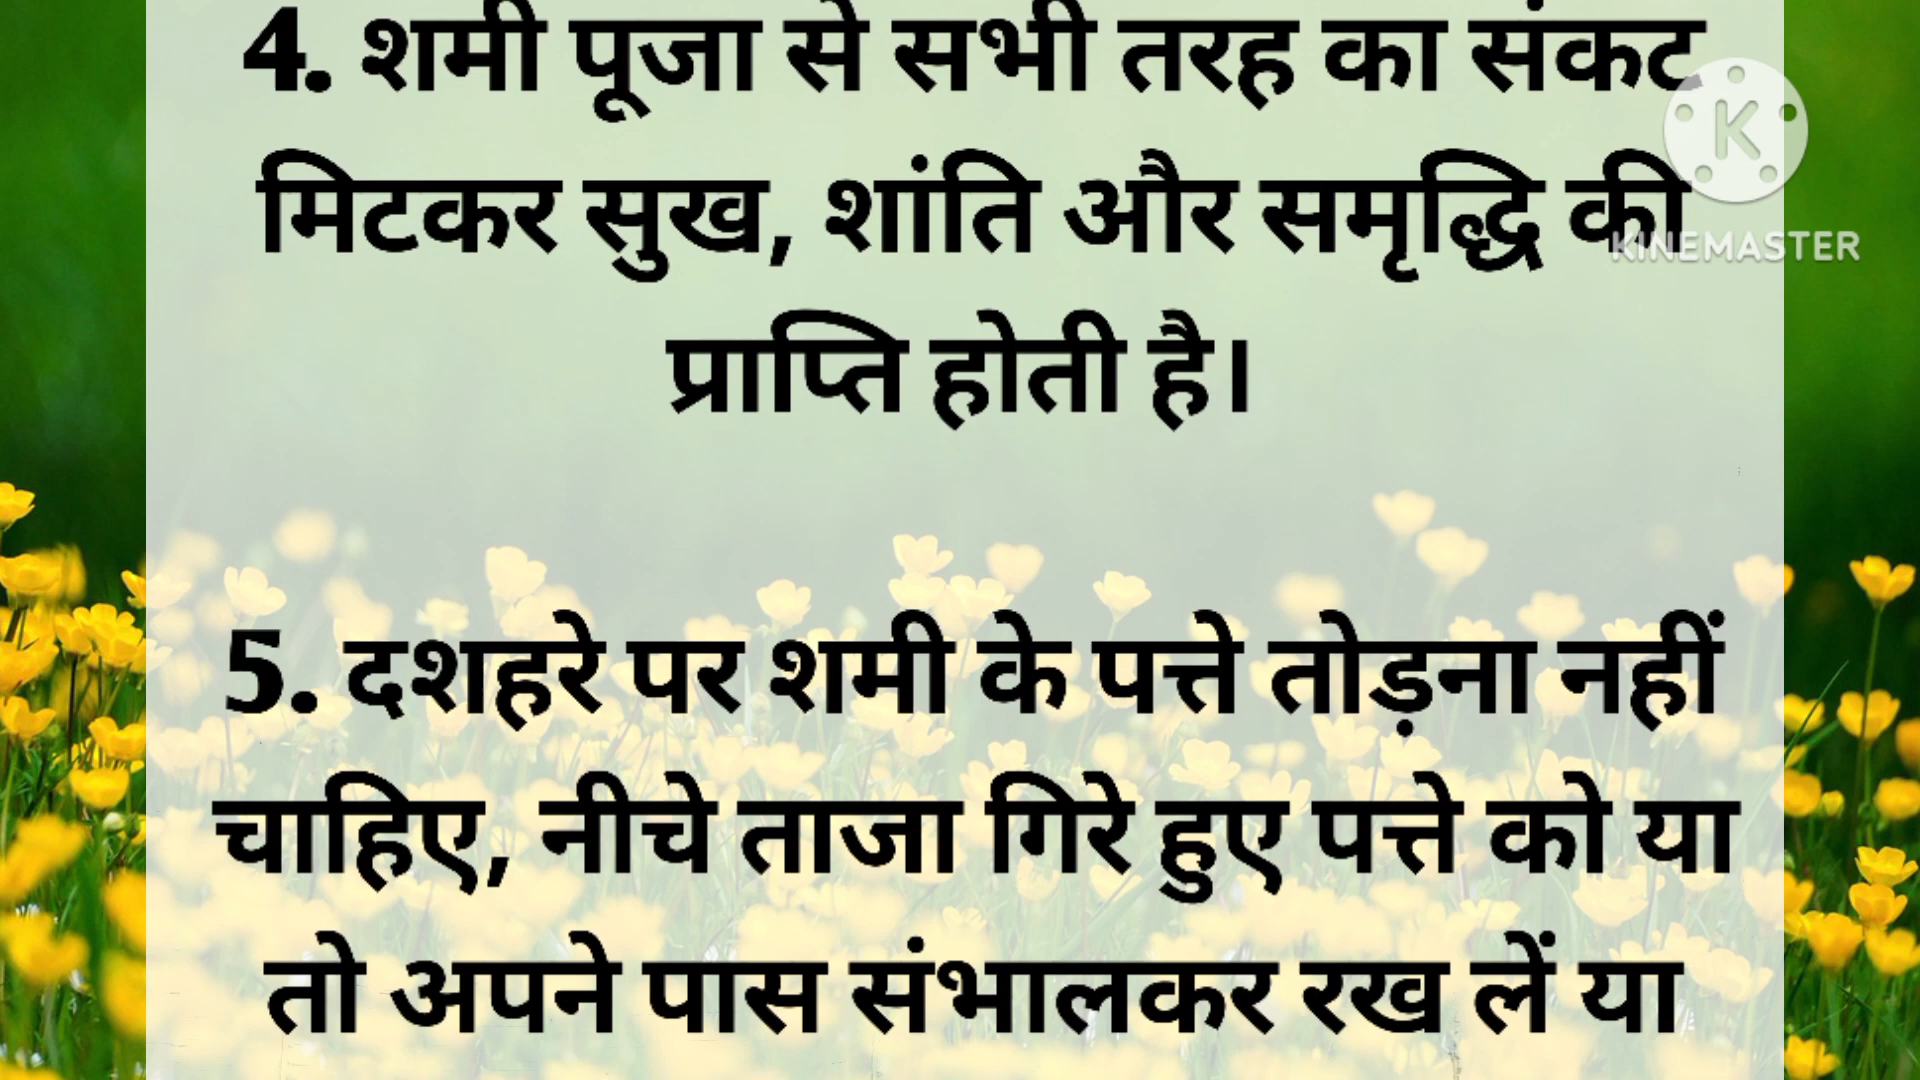 4. शमी पूजा से सभी तरह का संकट
मिटकर सुख, शांति और समृद्धि की
प्राप्ति होती है।
5. दशहरे पर शमी के पत्ते तोड़ना नहीं
चाहिए, नीचे ताजा गिरे हुए पत्ते को या
तो अपने पास संभालकर रख लें या
K
KINEMASTER